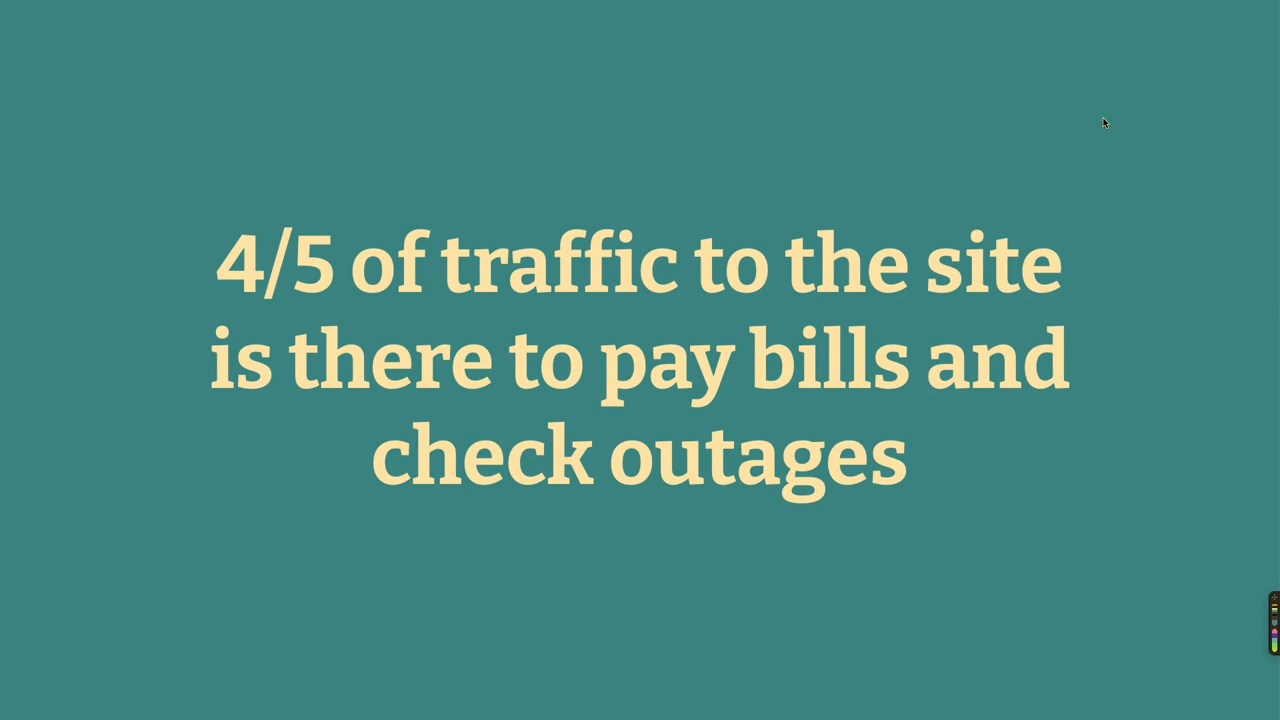 4/5 of traffic to the site
is there to pay bills and
check outages